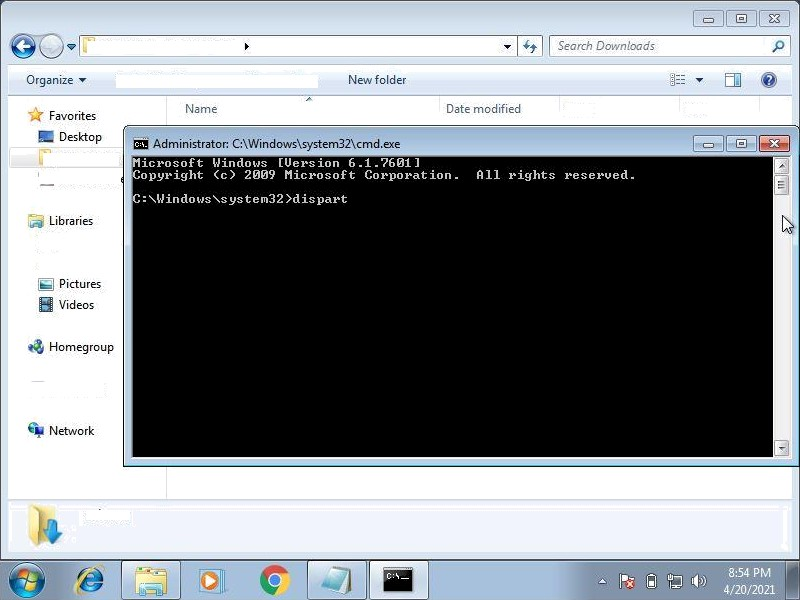 Search Downloads
Organize
New folder
Name
Date modified
Favorites
Desktop
Libraries
Pictures
Videos
Homegroup
Network
Administrator: C:\Windows\system32\cmd.exe
Microsoft Windows [Version 6.1.7601]
Copyright (c) 2009 Microsoft Corporation.  All rights reserved.
C:\Windows\system32>dispart
C:\
8:54 PM
4/20/2021